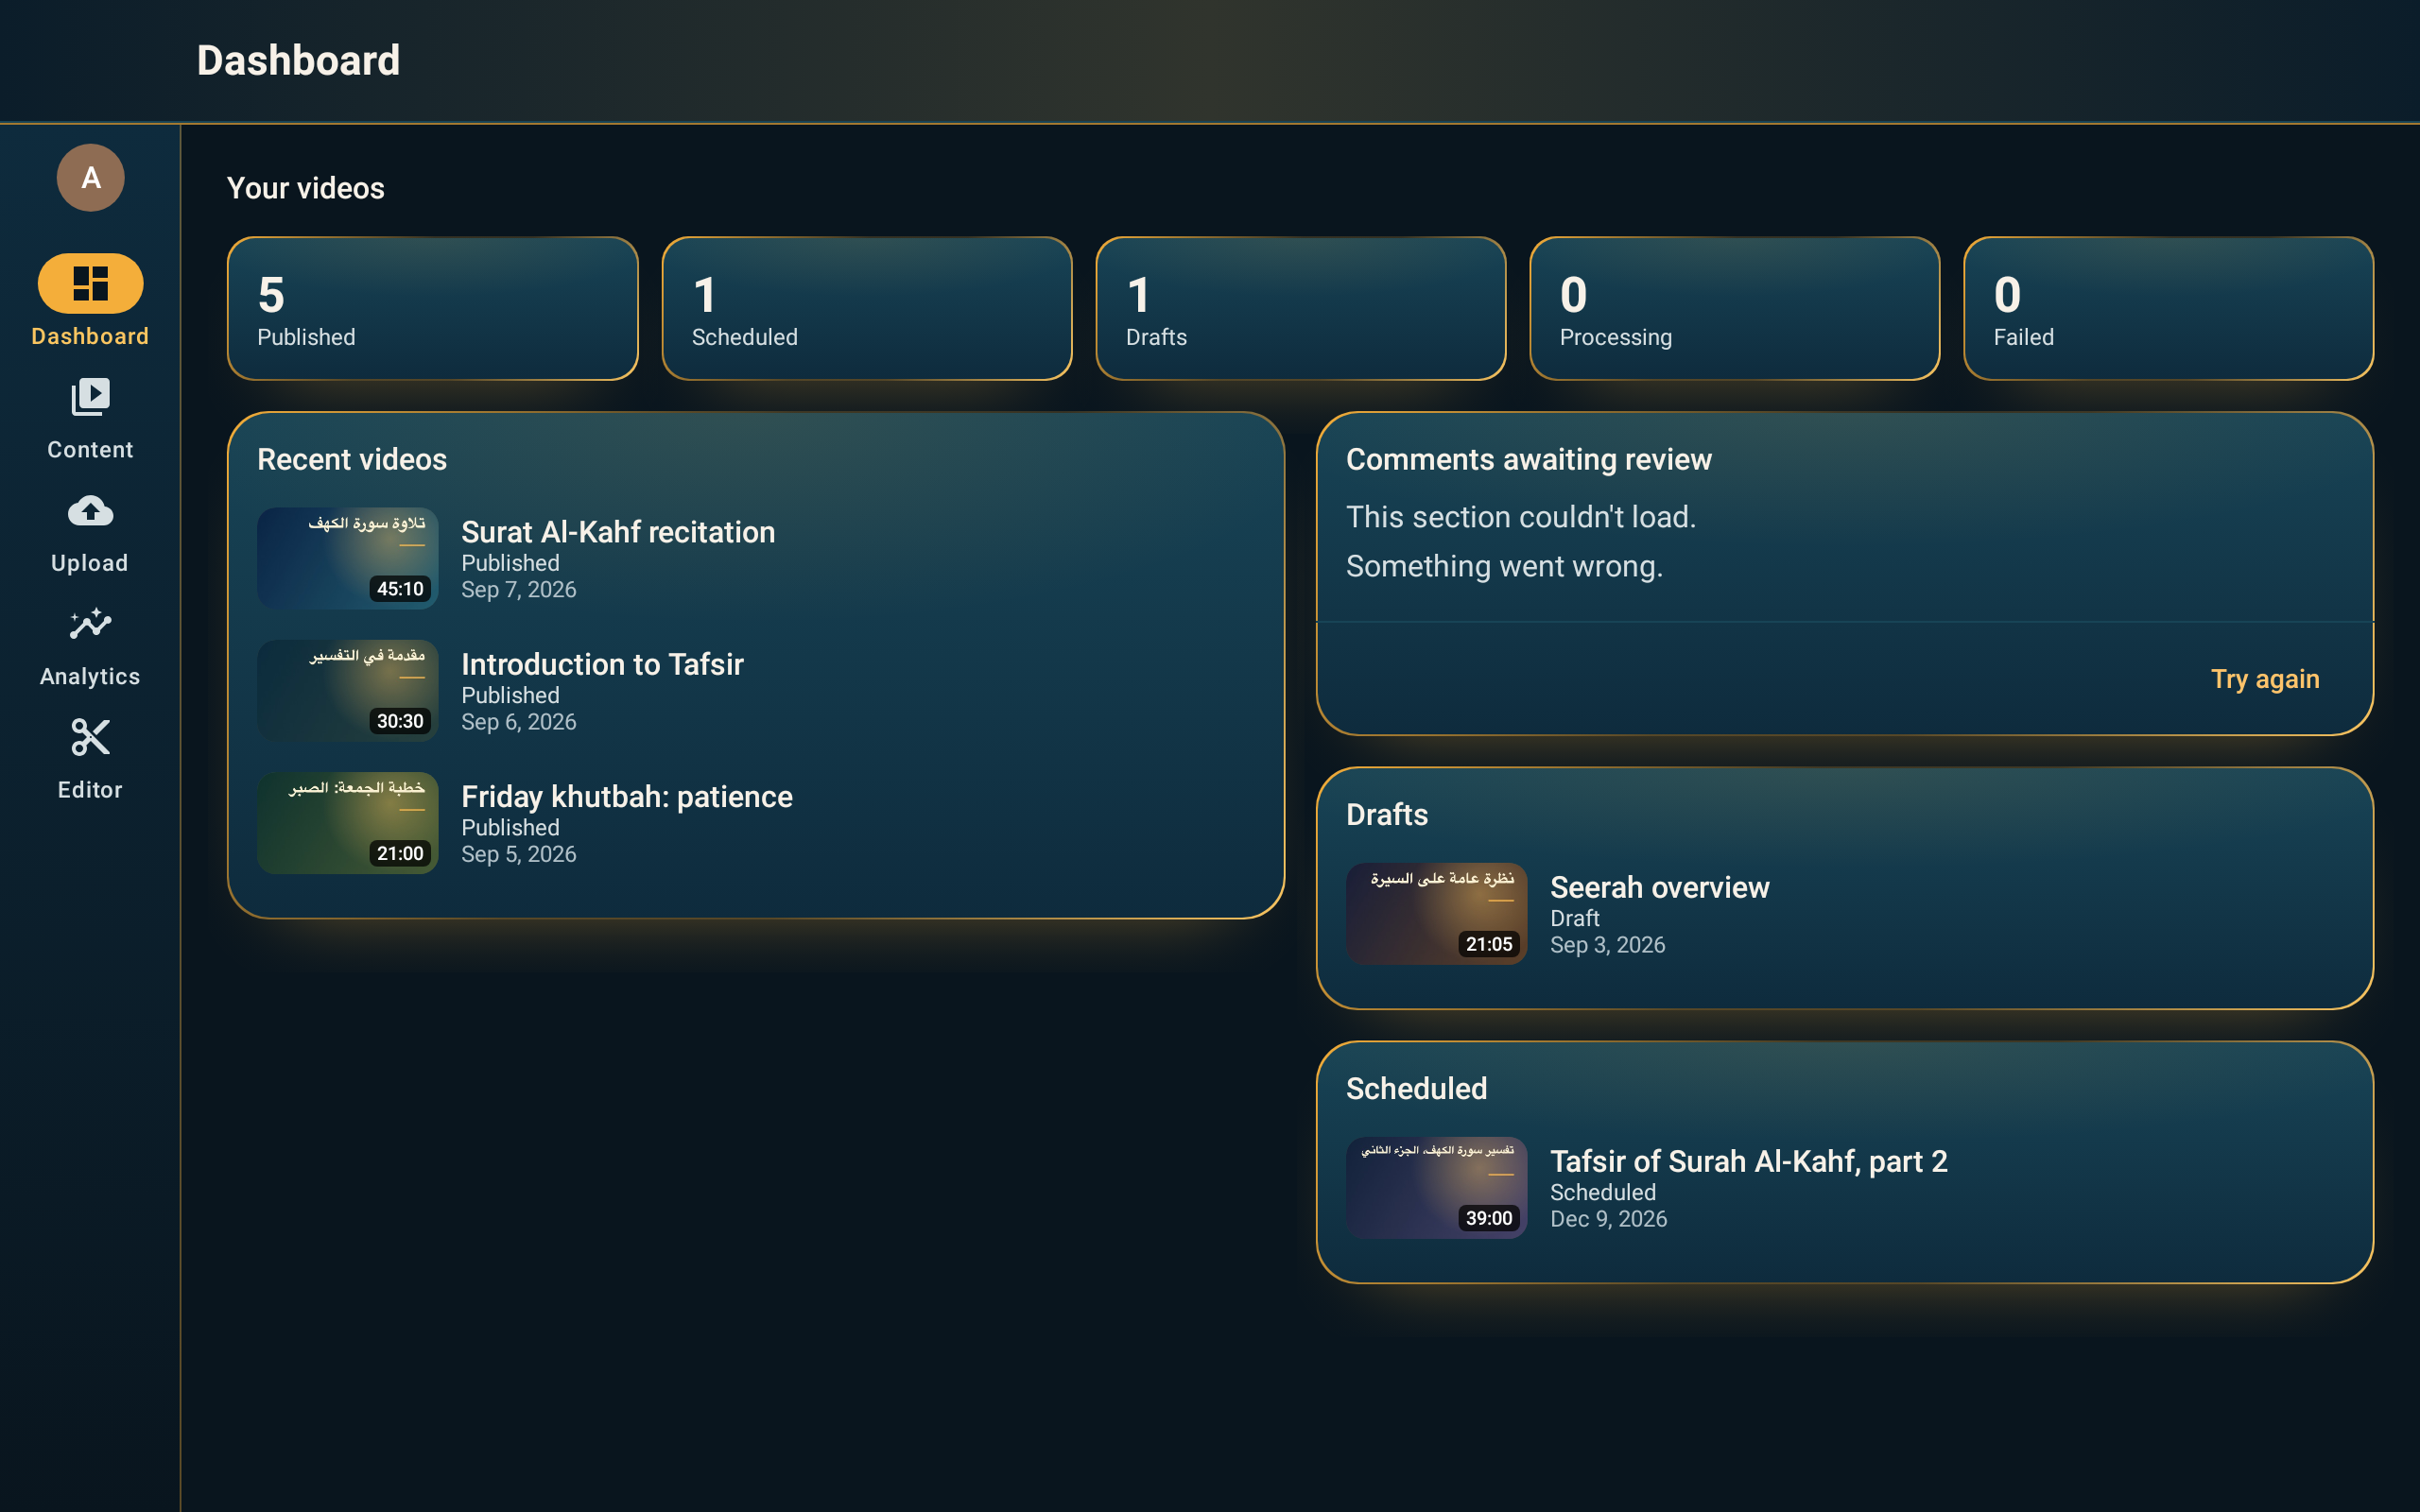 Dashboard
A
Dashboard
Content
Upload
Analytics
Editor
Your videos
5
Published
1
Scheduled
1
Drafts
0
Processing
0
Failed
Recent videos
تلاوة سورة الكهف
45:10
Surat Al-Kahf recitation
Published
Sep 7, 2026
مقدمة في التفسير
30:30
Introduction to Tafsir
Published
Sep 6, 2026
خطبة الجمعة: الصبر
21:00
Friday khutbah: patience
Published
Sep 5, 2026
Comments awaiting review
This section couldn't load.
Something went wrong.
Try again
Drafts
نظرة عامة على السيرة
21:05
Seerah overview
Draft
Sep 3, 2026
Scheduled
تفسير سورة الكهف، الجزء الثاني
39:00
Tafsir of Surah Al-Kahf, part 2
Scheduled
Dec 9, 2026